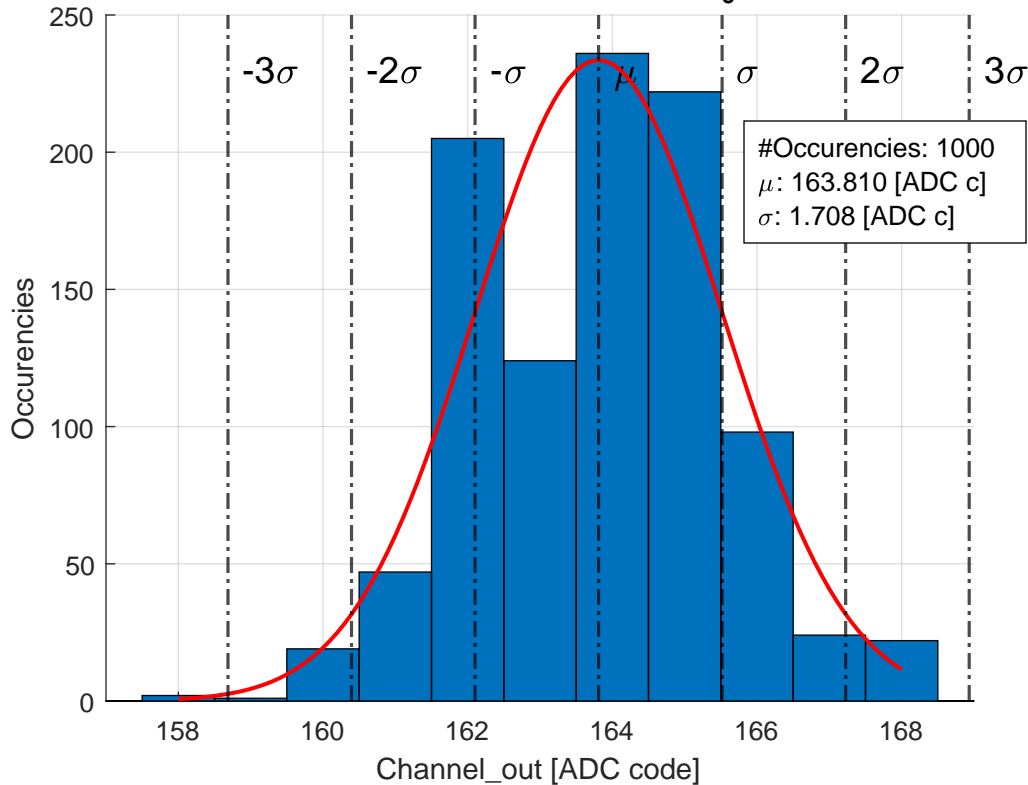 250
200
150
100
50
0
-3σ -2σ -σ μ σ 2σ 3σ
#Occurencies: 1000
μ: 163.810 [ADC c]
σ: 1.708 [ADC c]
Occurencies
158 160 162 164 166 168
Channel_out [ADC code]